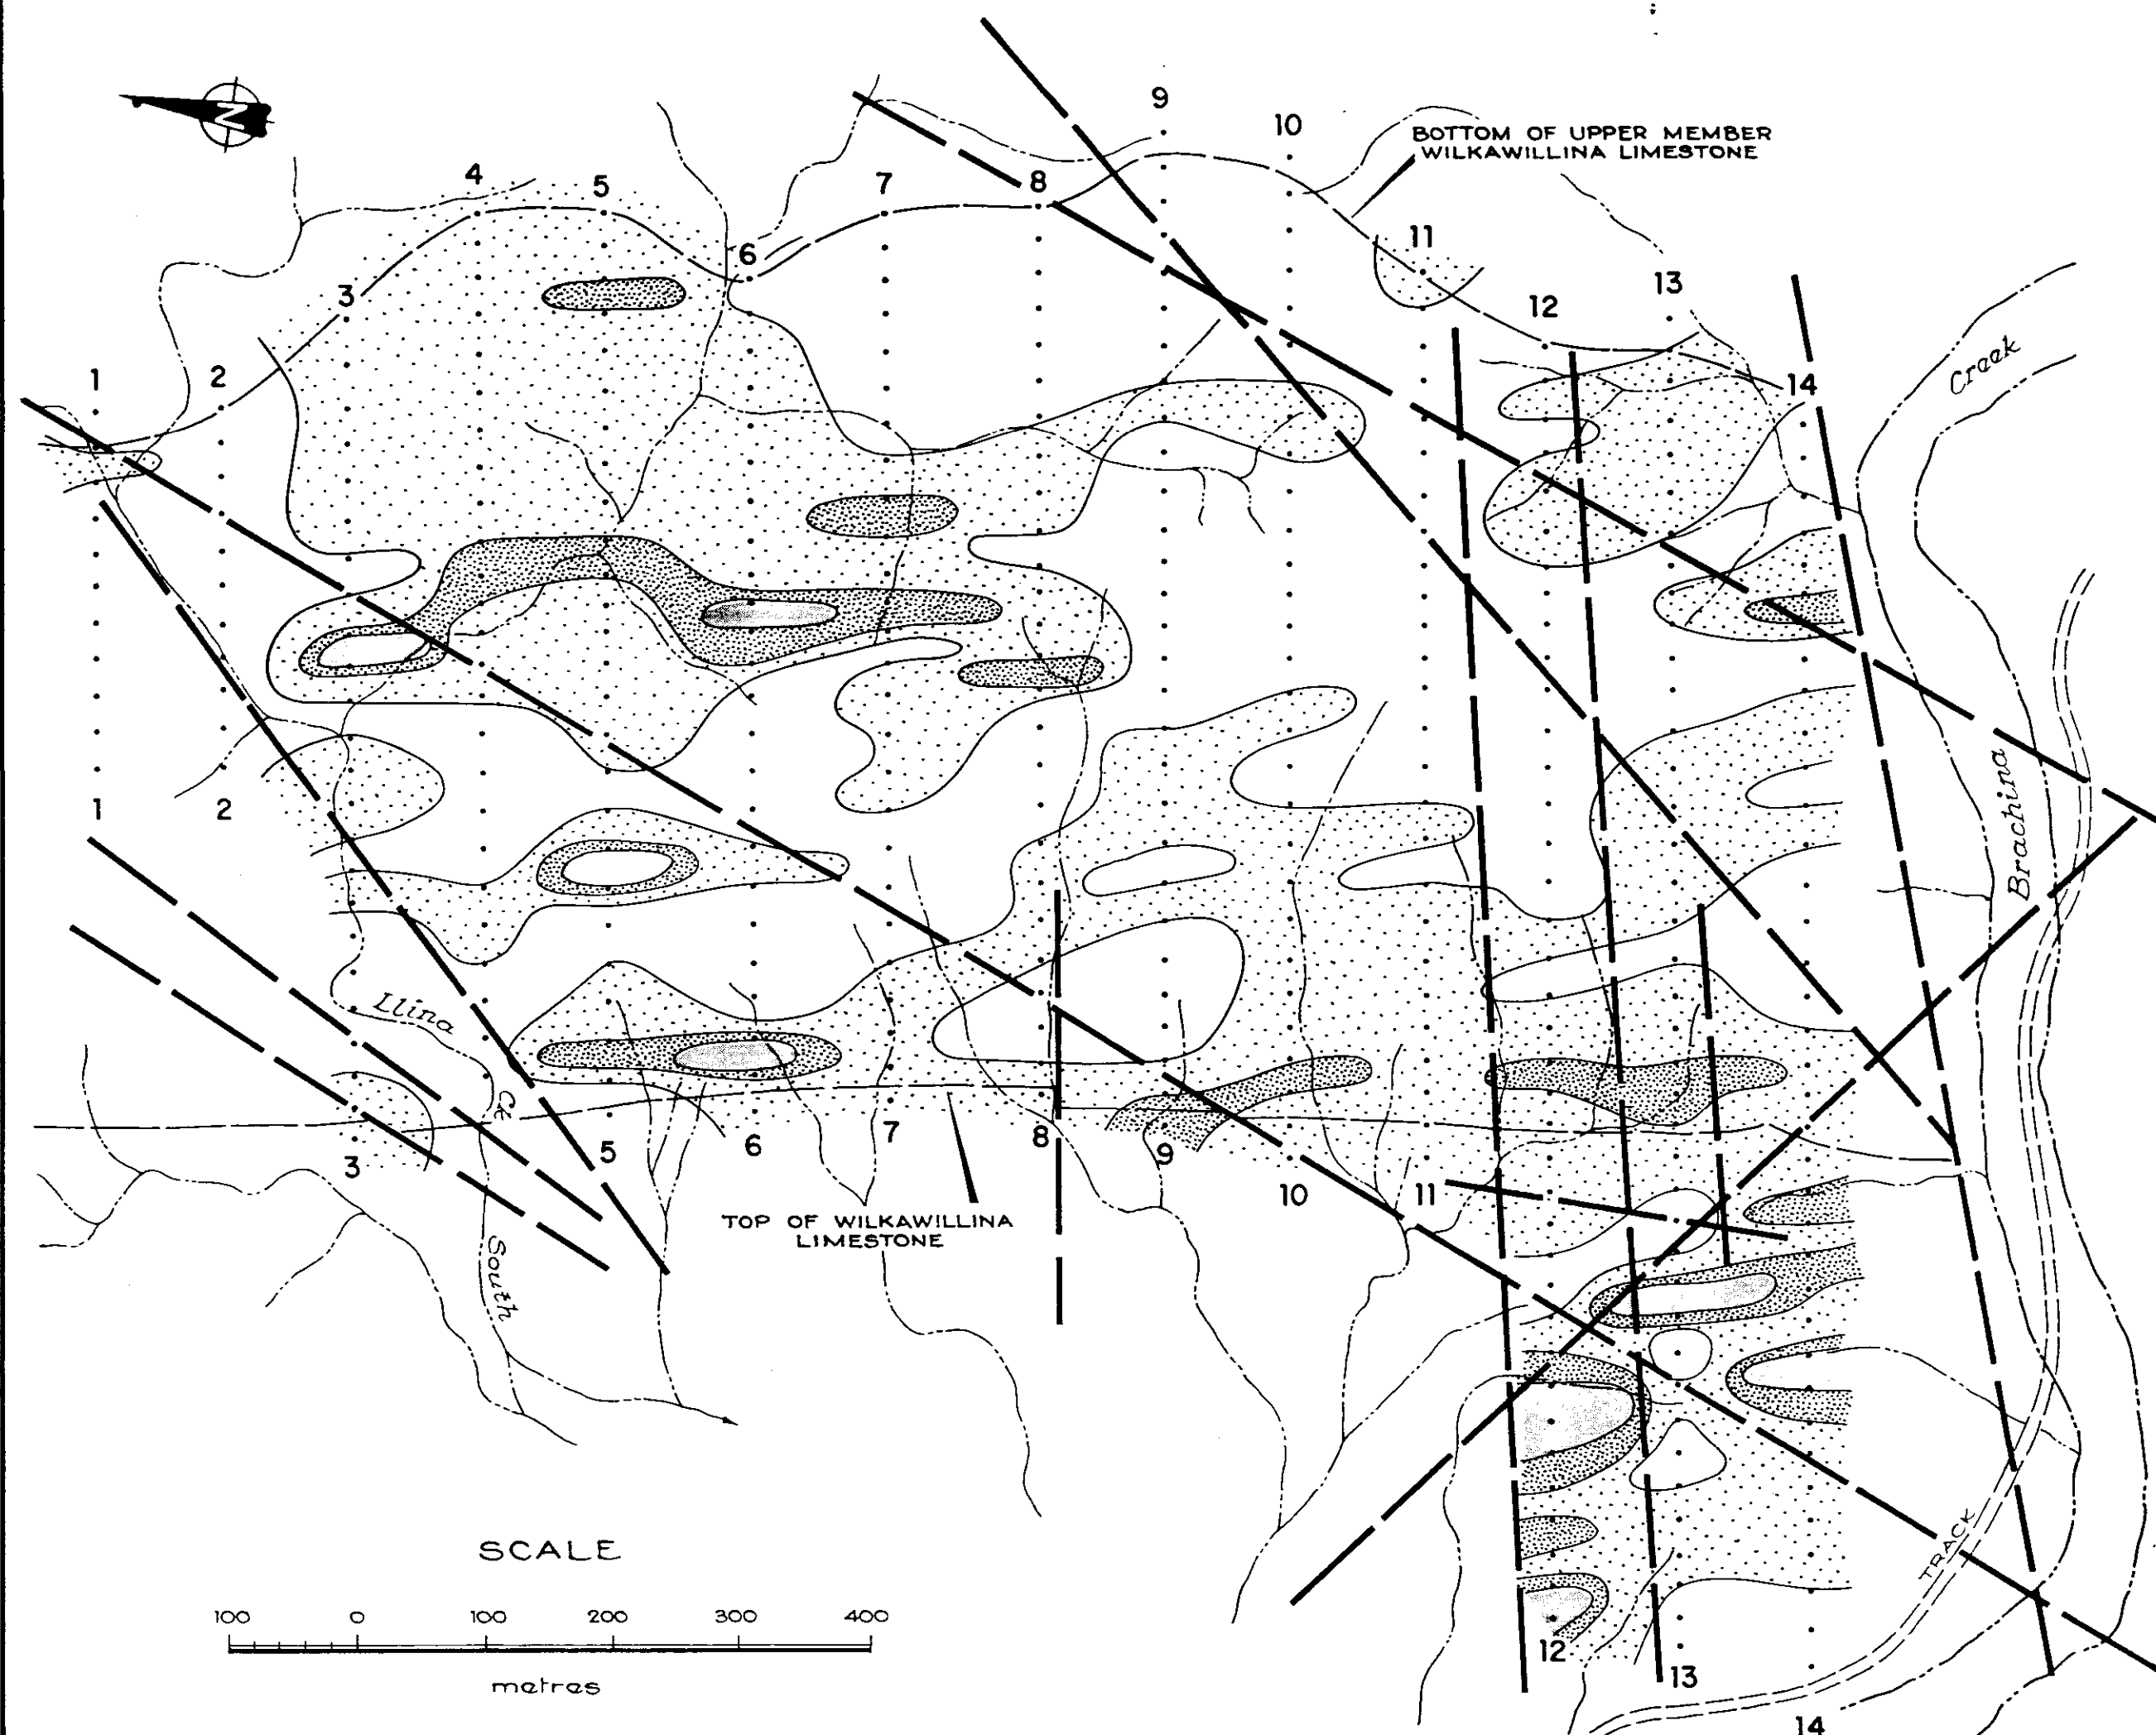 N
9
10
BOTTOM OF UPPER MEMBER
WILKAWILLINA LIMESTONE
4
5
7
8
6
11
3
13
12
1
2
14
Creek
1
2
Brachina
Llina
Ck
South
3
5
6
7
8
9
10
11
TOP OF WILKAWILLINA
LIMESTONE
TRACK
12
13
14
SCALE
100 0 100 200 300 400
metres